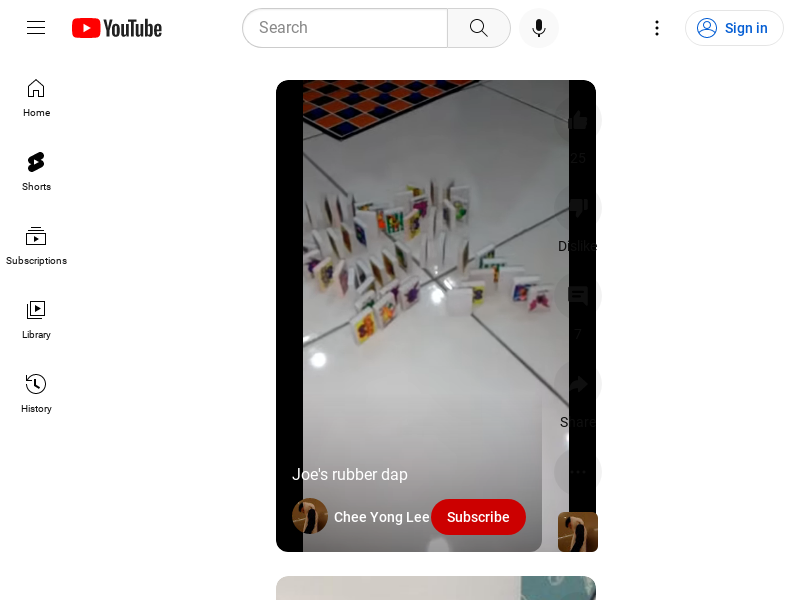 YouTube
Search
Sign in
Home
Shorts
Subscriptions
Library
History
25
Dislike
7
Share
Joe's rubber dap
Chee Yong Lee
Subscribe